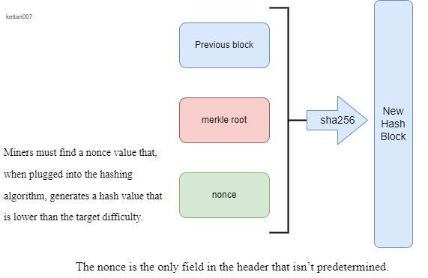 kettan007
Previous block
merkle root
nonce
sha256
New
Hash
Block
Miners must find a nonce value that,
when plugged into the hashing
algorithm, generates a hash value that
is lower than the target difficulty.
The nonce is the only field in the header that isn't predetermined.